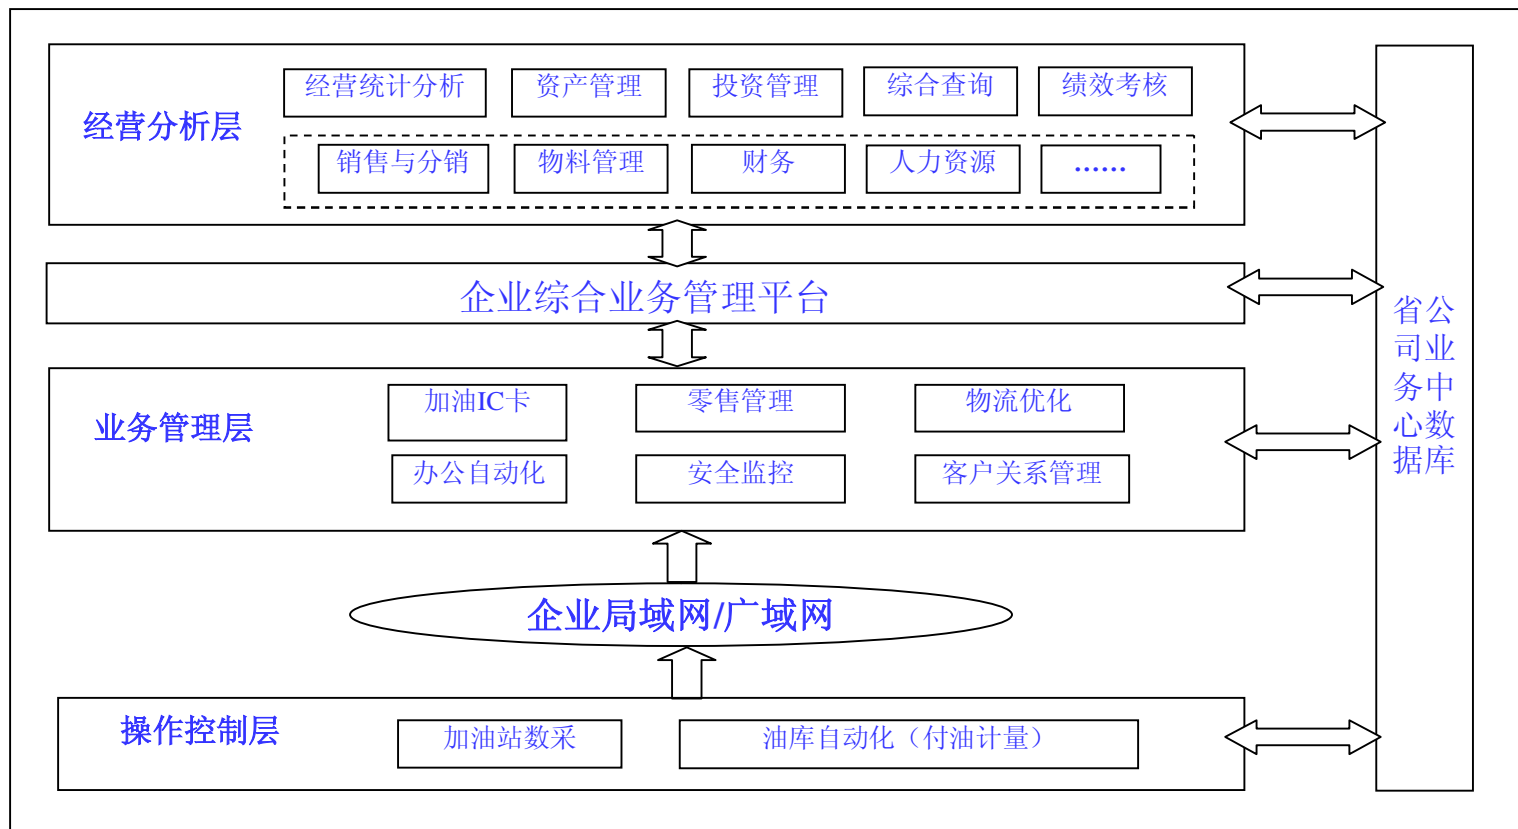 经营统计分析
资产管理
投资管理
综合查询
绩效考核
经营分析层
销售与分销
物料管理
财务
人力资源
......
企业综合业务管理平台
加油IC卡
零售管理
物流优化
业务管理层
办公自动化
安全监控
客户关系管理
企业局域网/广域网
操作控制层
加油站数采
油库自动化（付油计量）
省公
司业
务中
心数
据库